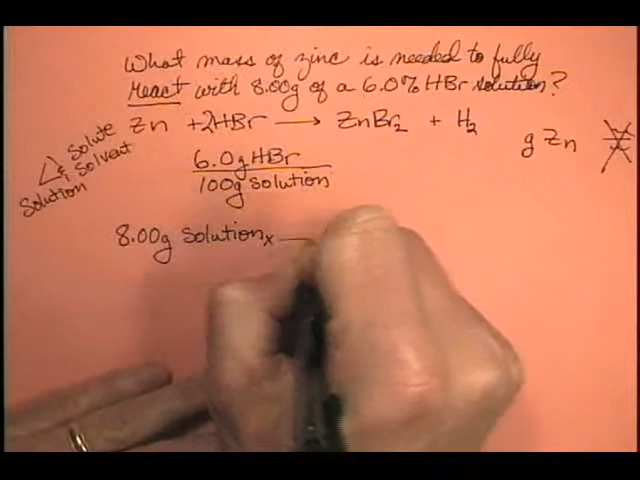 What mass of zinc is needed to fully
react with 8.00g of a 6.0% HBr solution?
Zn + 2HBr → ZnBr₂ + H₂
g Zn
Solute
& Solvent
Solution
6.0g HBr
100g solution
8.00g solution x